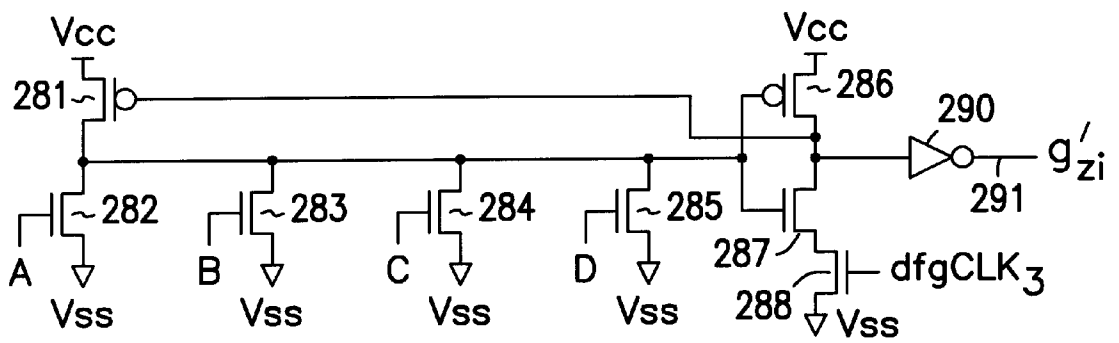 Vcc
Vcc
281
286
290
g'zi
291
282
283
284
285
287
A
B
C
D
dfgCLK3
288
Vss
Vss
Vss
Vss
Vss